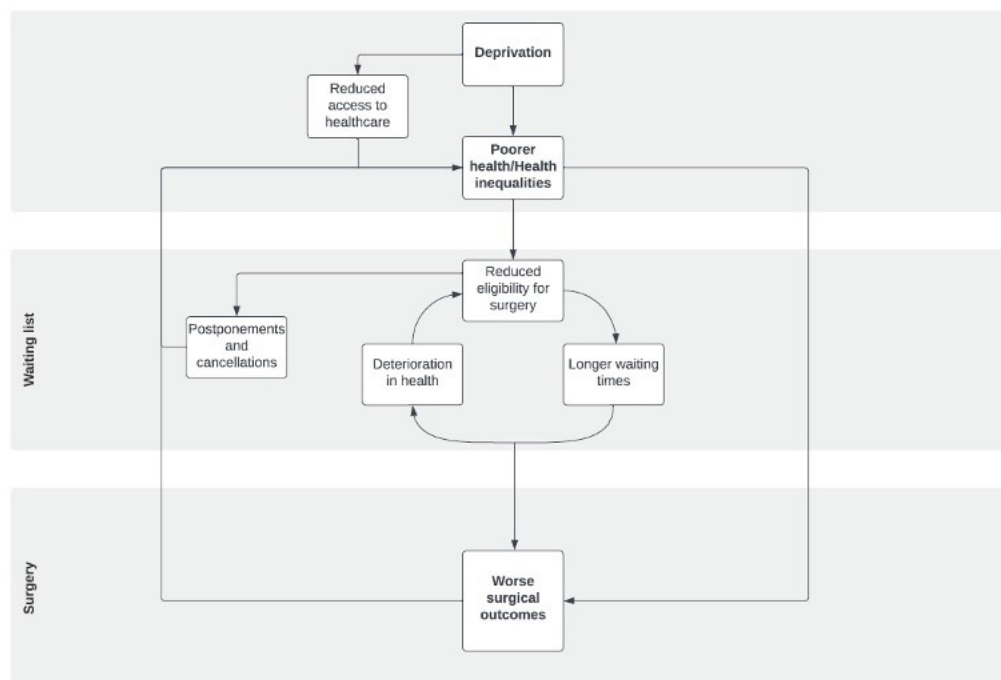 Deprivation
Reduced
access to
healthcare
Poorer
health/Health
inequalities
Waiting list
Reduced
eligibility for
surgery
Postponements
and
cancellations
Deterioration
in health
Longer waiting
times
Surgery
Worse
surgical
outcomes